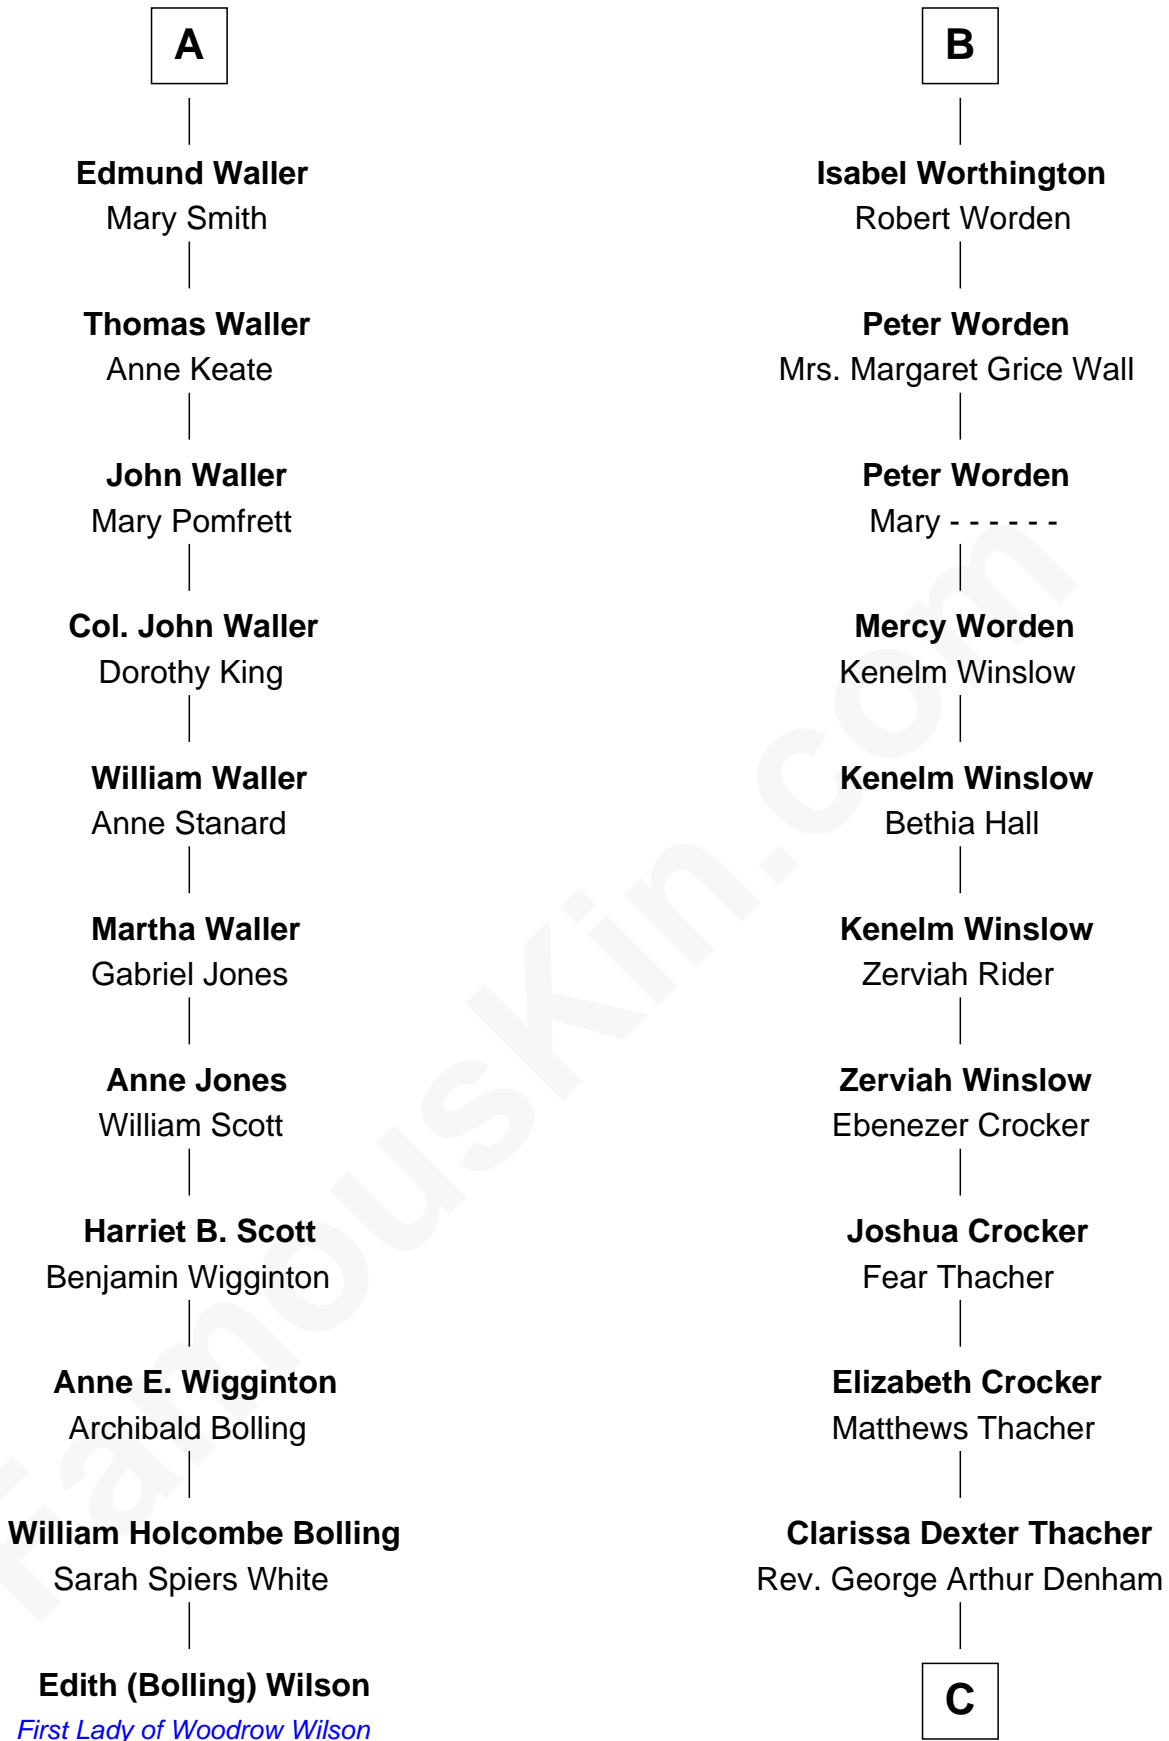 A
Edmund Waller
Mary Smith
Thomas Waller
Anne Keate
John Waller
Mary Pomfrett
Col. John Waller
Dorothy King
William Waller
Anne Stanard
Martha Waller
Gabriel Jones
Anne Jones
William Scott
Harriet B. Scott
Benjamin Wigginton
Anne E. Wigginton
Archibald Bolling
William Holcombe Bolling
Sarah Spiers White
Edith (Bolling) Wilson
First Lady of Woodrow Wilson
B
Isabel Worthington
Robert Worden
Peter Worden
Mrs. Margaret Grice Wall
Peter Worden
Mary - - - - - -
Mercy Worden
Kenelm Winslow
Kenelm Winslow
Bethia Hall
Kenelm Winslow
Zerviah Rider
Zerviah Winslow
Ebenezer Crocker
Joshua Crocker
Fear Thacher
Elizabeth Crocker
Matthews Thacher
Clarissa Dexter Thacher
Rev. George Arthur Denham
C
FamousKin.com